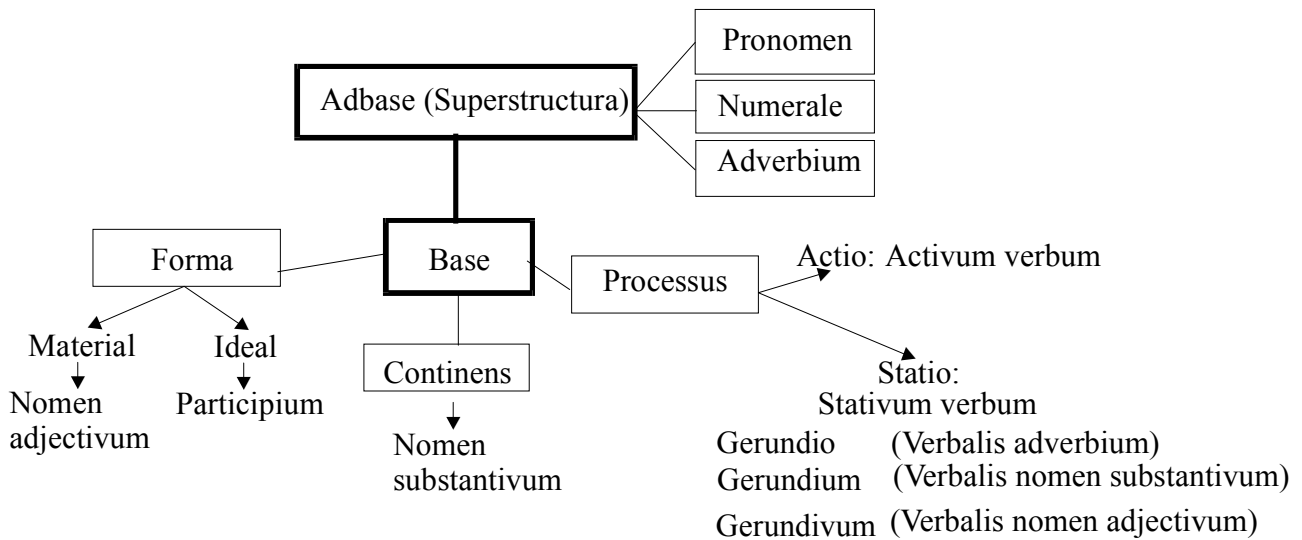 Pronomen
Adbase (Superstructura)
Numerale
Adverbium
Forma
Base
Processus
Actio: Activum verbum
Material
Ideal
Continens
Statio:
Stativum verbum
Nomen
adjectivum
Participium
Nomen
substantivum
Gerundio (Verbalis adverbium)
Gerundium (Verbalis nomen substantivum)
Gerundivum (Verbalis nomen adjectivum)